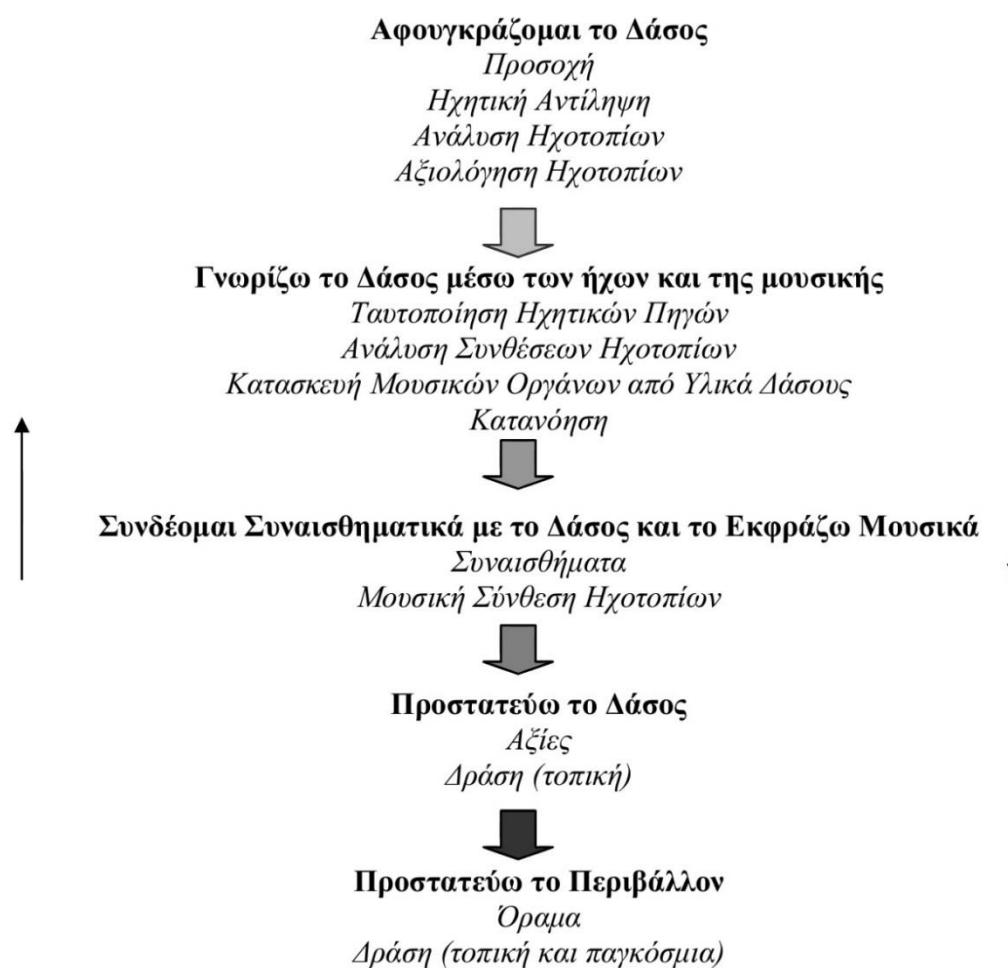 Αφουγκράζομαι το Δάσος
Προσοχή
Ηχητική Αντίληψη
Ανάλυση Ηχοτοπίων
Αξιολόγηση Ηχοτοπίων
Γνωρίζω το Δάσος μέσω των ήχων και της μουσικής
Ταυτοποίηση Ηχητικών Πηγών
Ανάλυση Συνθέσεων Ηχοτοπίων
Κατασκευή Μουσικών Οργάνων από Υλικά Δάσους
Κατανόηση
Συνδέομαι Συναισθηματικά με το Δάσος και το Εκφράζω Μουσικά
Συναισθήματα
Μουσική Σύνθεση Ηχοτοπίων
Προστατεύω το Δάσος
Αξίες
Δράση (τοπική)
Προστατεύω το Περιβάλλον
Όραμα
Δράση (τοπική και παγκόσμια)